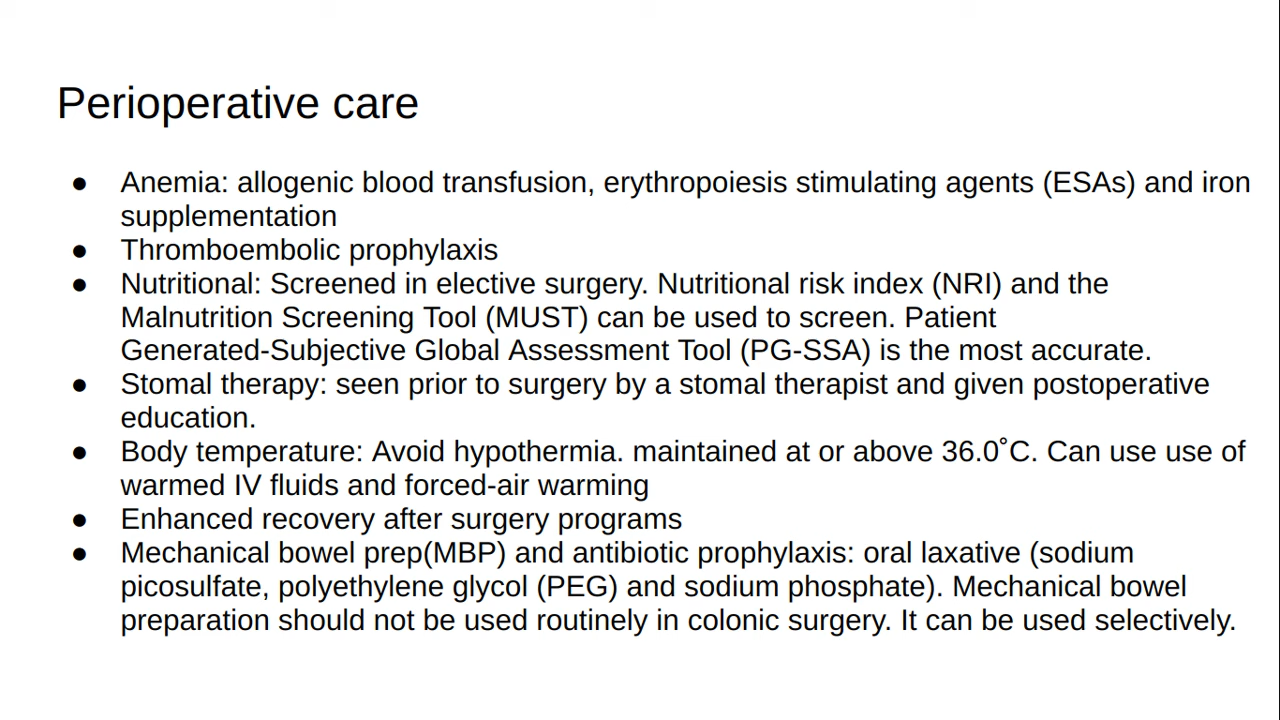 Perioperative care
● Anemia: allogenic blood transfusion, erythropoiesis stimulating agents (ESAs) and iron
supplementation
● Thromboembolic prophylaxis
● Nutritional: Screened in elective surgery. Nutritional risk index (NRI) and the
Malnutrition Screening Tool (MUST) can be used to screen. Patient
Generated-Subjective Global Assessment Tool (PG-SSA) is the most accurate.
● Stomal therapy: seen prior to surgery by a stomal therapist and given postoperative
education.
● Body temperature: Avoid hypothermia. maintained at or above 36.0˚C. Can use use of
warmed IV fluids and forced-air warming
● Enhanced recovery after surgery programs
● Mechanical bowel prep(MBP) and antibiotic prophylaxis: oral laxative (sodium
picosulfate, polyethylene glycol (PEG) and sodium phosphate). Mechanical bowel
preparation should not be used routinely in colonic surgery. It can be used selectively.